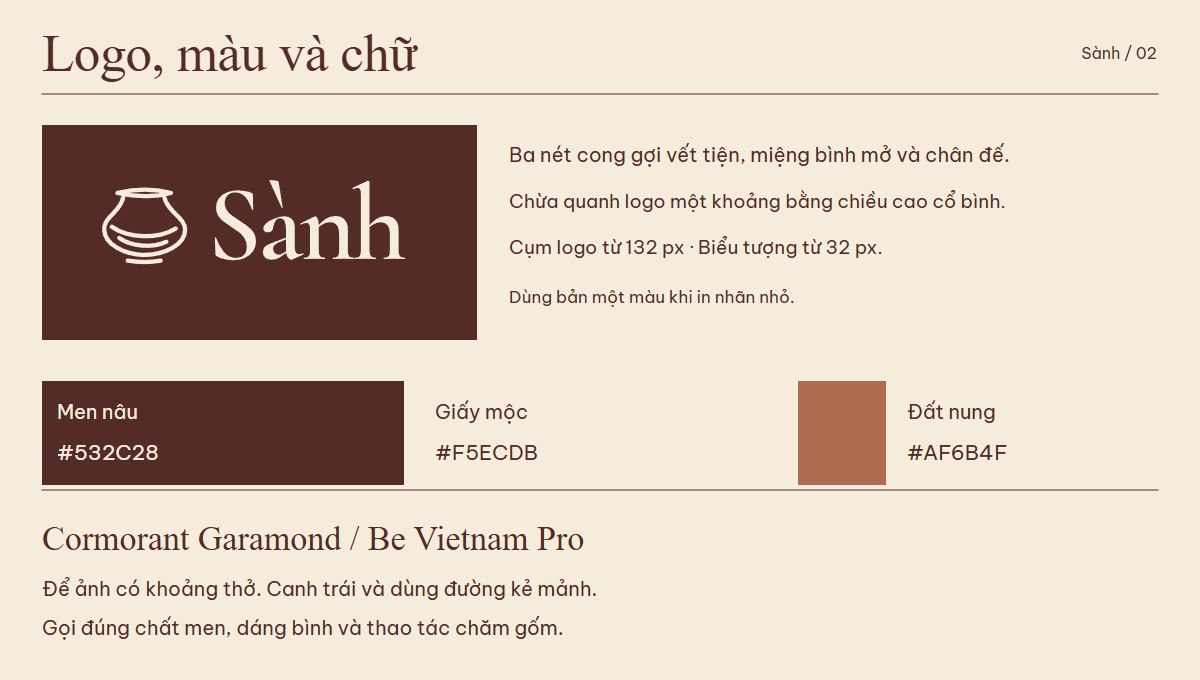 Logo, màu và chữ
Sành / 02
Sành
Ba nét cong gợi vết tiện, miệng bình mở và chân đế.
Chừa quanh logo một khoảng bằng chiều cao cổ bình.
Cụm logo từ 132 px · Biểu tượng từ 32 px.
Dùng bản một màu khi in nhãn nhỏ.
Men nâu
#532C28
Giấy mộc
#F5ECDB
Đất nung
#AF6B4F
Cormorant Garamond / Be Vietnam Pro
Để ảnh có khoảng thở. Canh trái và dùng đường kẻ mảnh.
Gọi đúng chất men, dáng bình và thao tác chăm gốm.